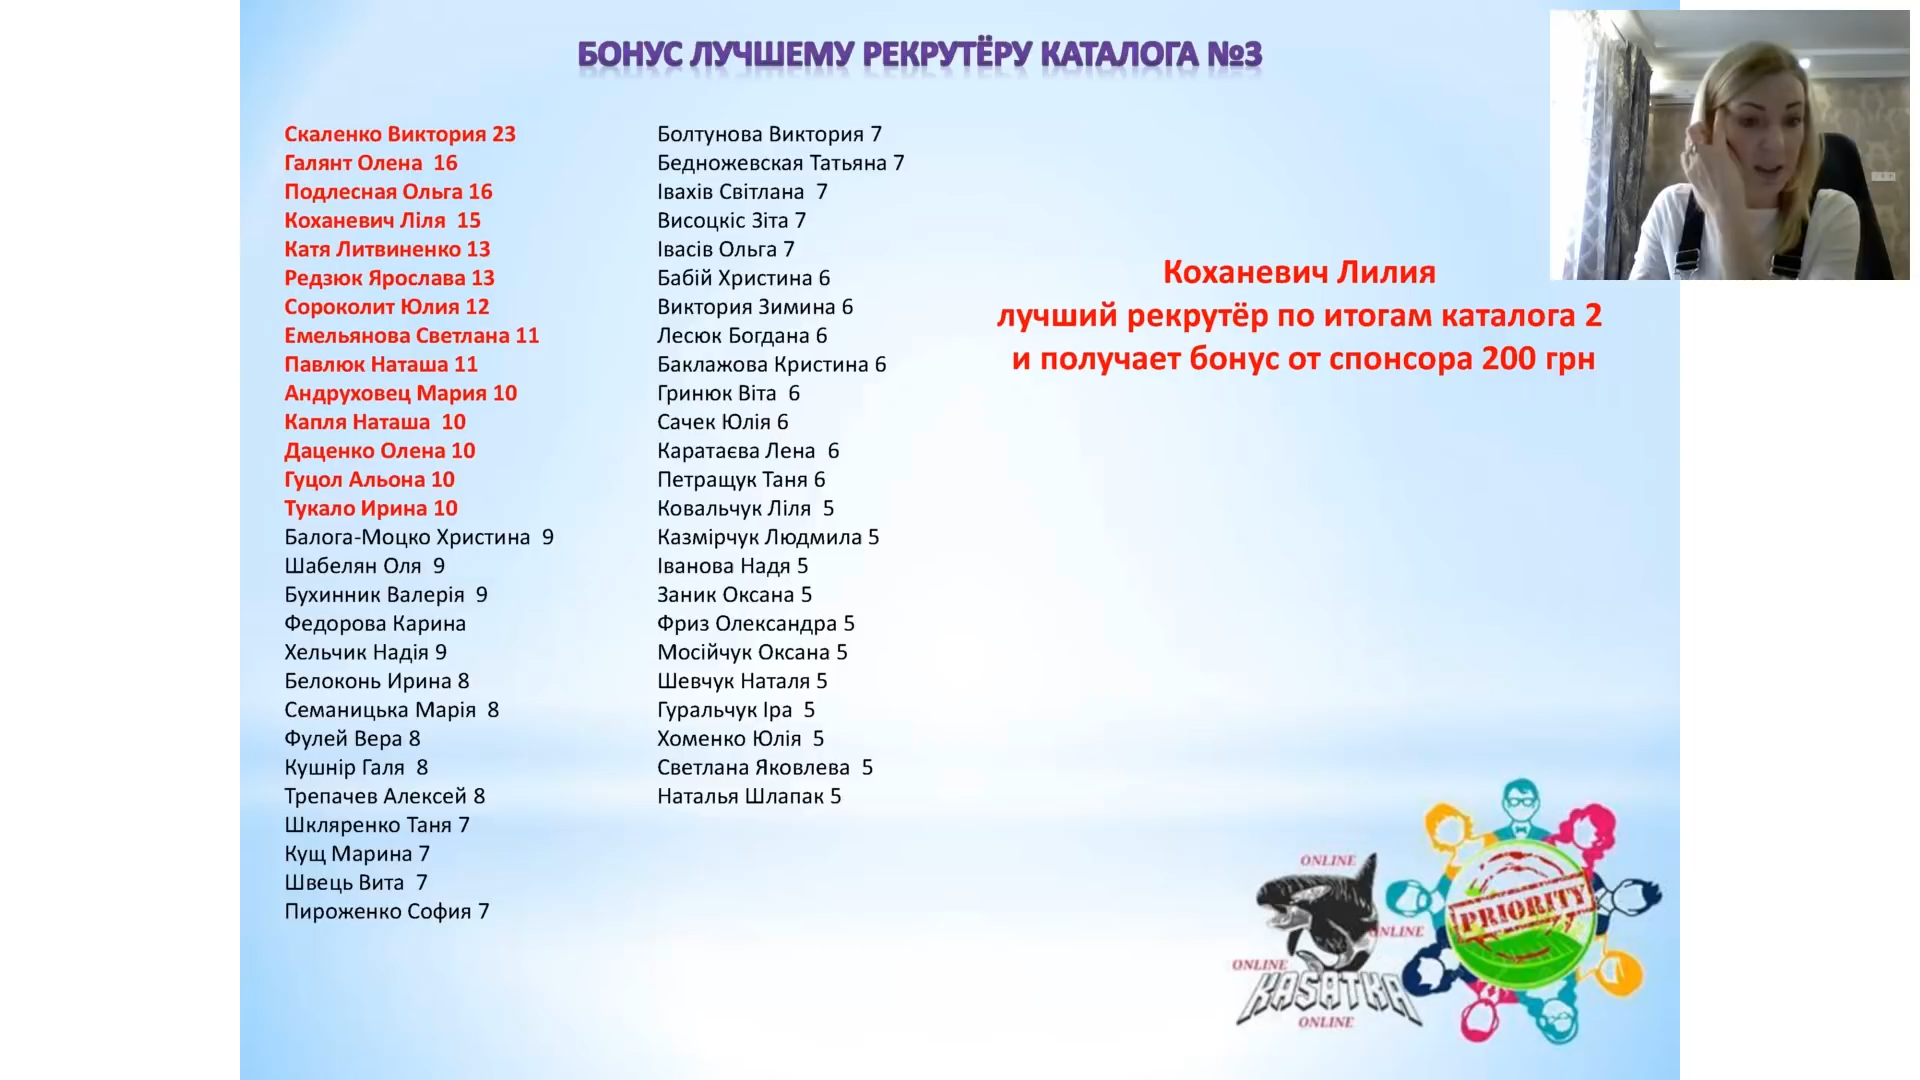 БОНУС ЛУЧШЕМУ РЕКРУТЁРУ КАТАЛОГА №3
Скаленко Виктория 23
Галянт Олена 16
Подлесная Ольга 16
Коханевич Ліля 15
Катя Литвиненко 13
Редзюк Ярослава 13
Сороколит Юлия 12
Емельянова Светлана 11
Павлюк Наташа 11
Андруховец Мария 10
Капля Наташа 10
Даценко Олена 10
Гуцол Альона 10
Тукало Ирина 10
Балога-Моцко Христина 9
Шабелян Оля 9
Бухинник Валерія 9
Федорова Карина
Хельчик Надія 9
Белоконь Ирина 8
Семаницька Марія 8
Фулей Вера 8
Кушнір Галя 8
Трепачев Алексей 8
Шкляренко Таня 7
Кущ Марина 7
Швець Вита 7
Пироженко София 7
Болтунова Виктория 7
Бедножевская Татьяна 7
Івахів Світлана 7
Висоцкіс Зіта 7
Івасів Ольга 7
Бабій Христина 6
Виктория Зимина 6
Лесюк Богдана 6
Баклажова Кристина 6
Гринюк Віта 6
Сачек Юлія 6
Каратаєва Лена 6
Петращук Таня 6
Ковальчук Ліля 5
Казмірчук Людмила 5
Іванова Надя 5
Заник Оксана 5
Фриз Олександра 5
Мосійчук Оксана 5
Шевчук Наталя 5
Гуральчук Іра 5
Хоменко Юлія 5
Светлана Яковлева 5
Наталья Шлапак 5
Коханевич Лилия
лучший рекрутёр по итогам каталога 2
и получает бонус от спонсора 200 грн
ONLINE
ONLINE
ONLINE
KASATKA
ONLINE
PRIORITY